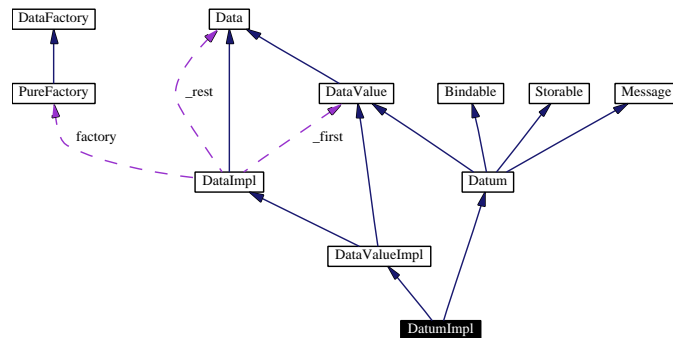 DataFactory
Data
PureFactory
_rest
DataValue
Bindable
Storable
Message
factory
_first
DataImpl
Datum
DataValueImpl
DatumImpl